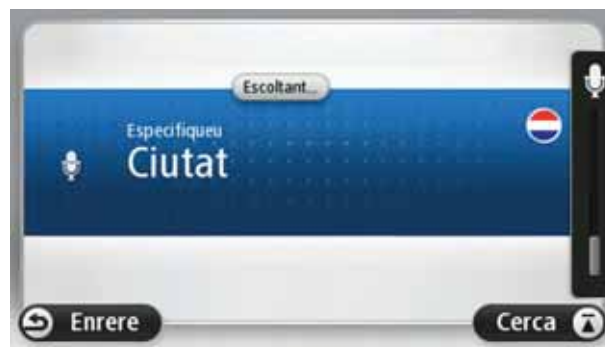 Escoltant...
Especifiqueu
Ciutat
Enrere
Cerca